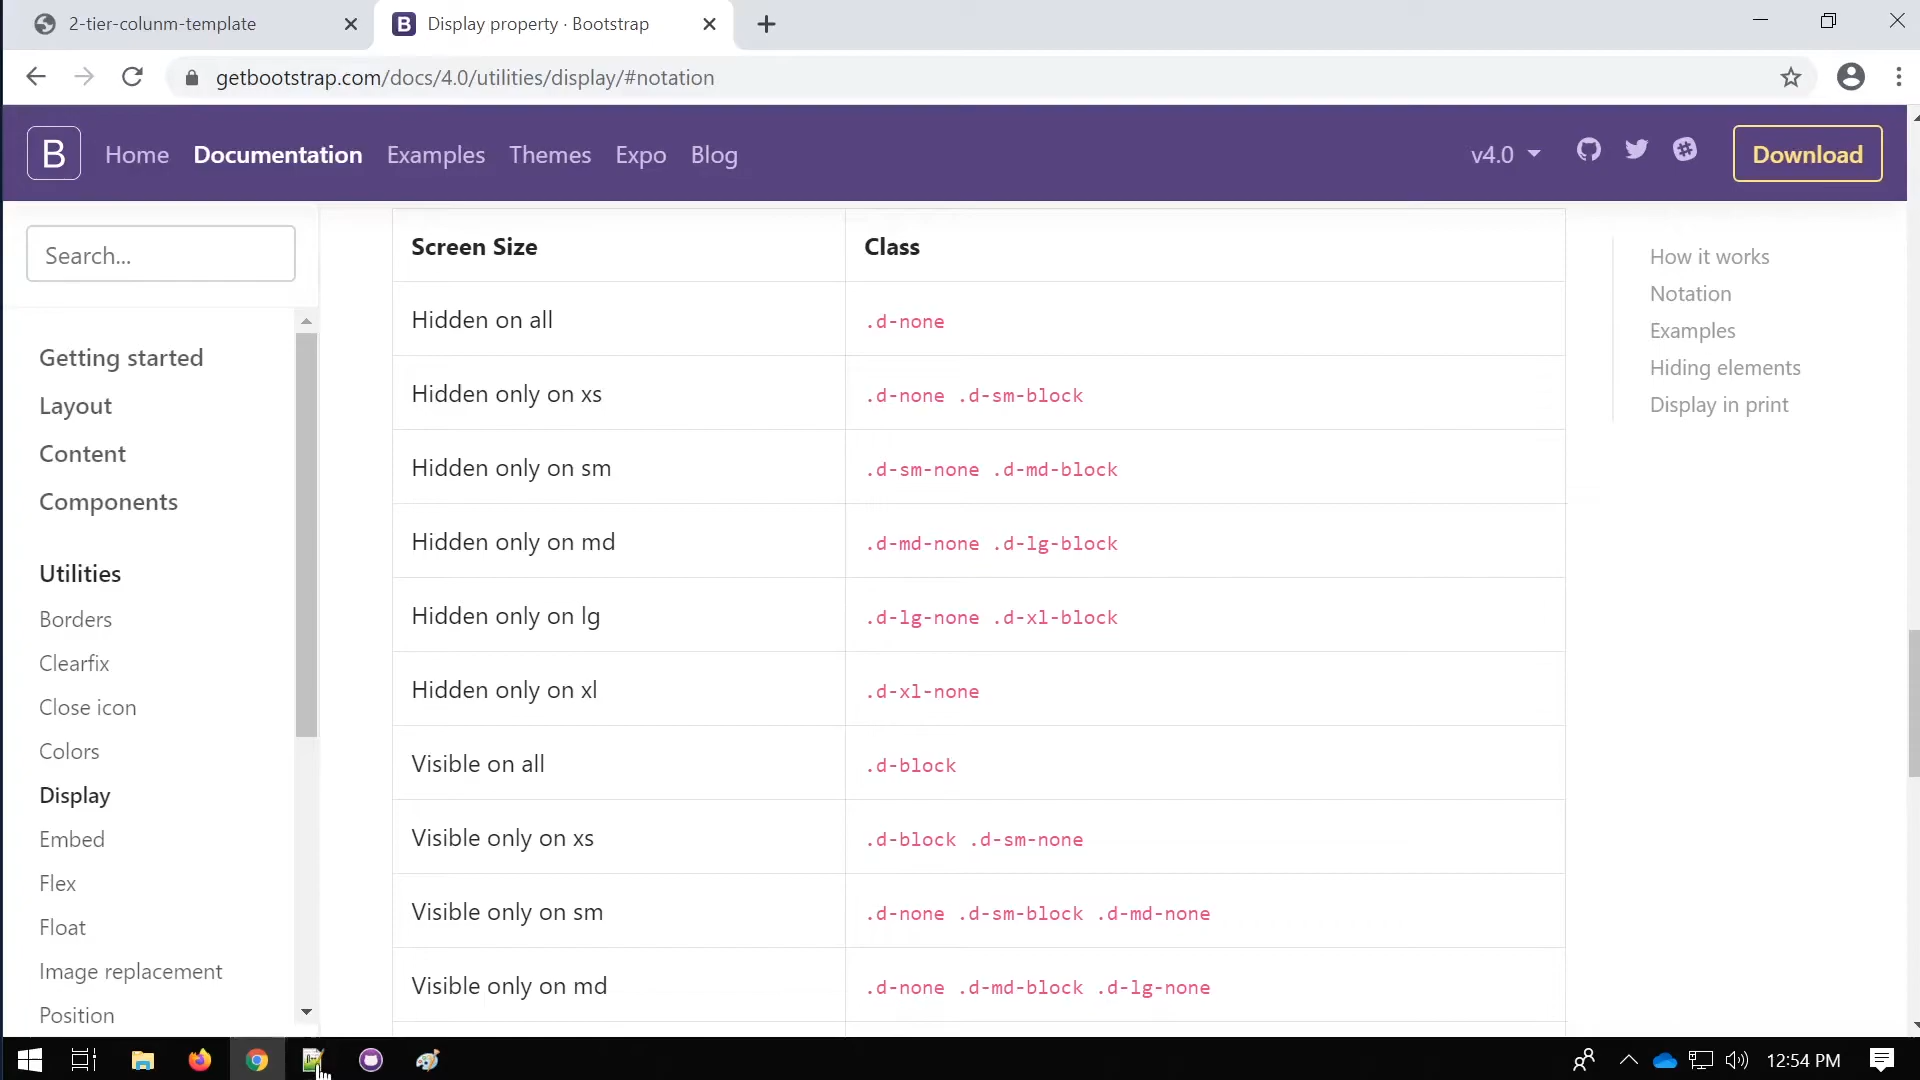 2-tier-colunm-template
B Display property · Bootstrap
getbootstrap.com/docs/4.0/utilities/display/#notation
B Home Documentation Examples Themes Expo Blog v4.0 Download
Search...
Getting started
Layout
Content
Components
Utilities
Borders
Clearfix
Close icon
Colors
Display
Embed
Flex
Float
Image replacement
Position
Screen Size Class
Hidden on all .d-none
Hidden only on xs .d-none .d-sm-block
Hidden only on sm .d-sm-none .d-md-block
Hidden only on md .d-md-none .d-lg-block
Hidden only on lg .d-lg-none .d-xl-block
Hidden only on xl .d-xl-none
Visible on all .d-block
Visible only on xs .d-block .d-sm-none
Visible only on sm .d-none .d-sm-block .d-md-none
Visible only on md .d-none .d-md-block .d-lg-none
How it works
Notation
Examples
Hiding elements
Display in print
12:54 PM